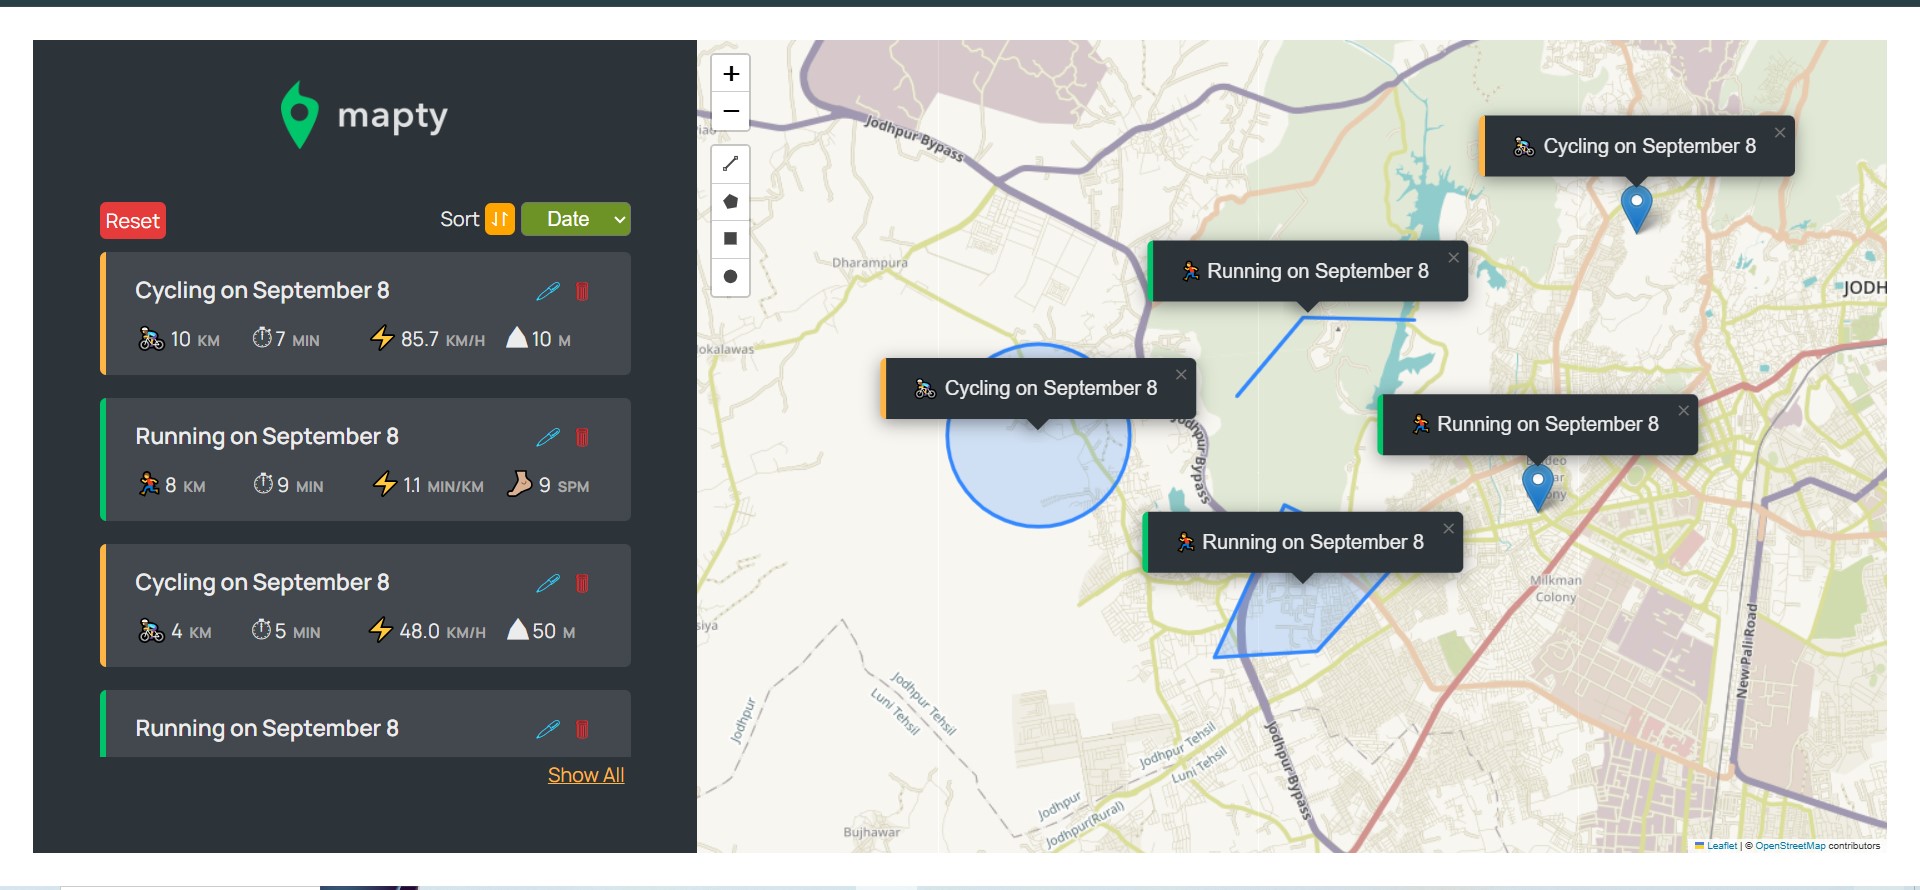 mapty
Reset
Sort
Date
Cycling on September 8
10 KM
7 MIN
85.7 KM/H
10 M
Running on September 8
8 KM
9 MIN
1.1 MIN/KM
9 SPM
Cycling on September 8
4 KM
5 MIN
48.0 KM/H
50 M
Running on September 8
Show All
+
−
Jodhpur Bypass
Dharampura
Cycling on September 8 ×
Running on September 8 ×
JODH
okalawas
Cycling on September 8 ×
Jodhpur Bypass
Running on September 8 ×
Running on September 8 ×
Milkman
Colony
siya
Jodhpur
Jodhpur Tehsil
Luni Tehsil
New Pali Road
Jodhpur Tehsil
Luni Tehsil
Jodhpur Bypass
Jodhpur
Jodhpur(Rural)
Bujhawar
Leaflet | © OpenStreetMap contributors